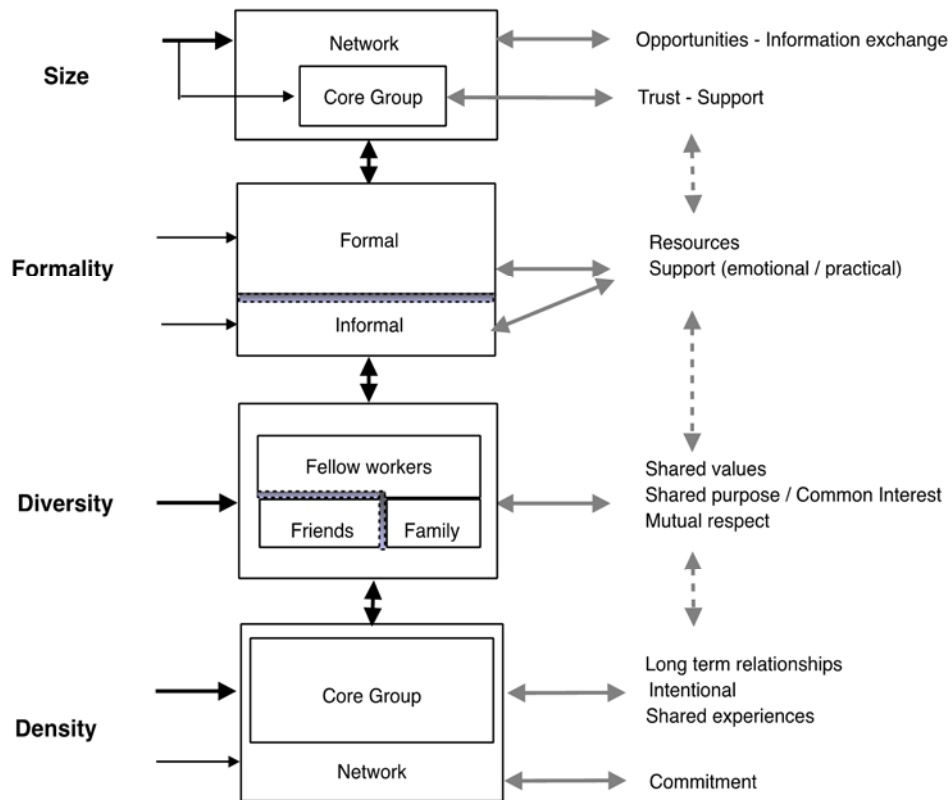 Network
Opportunities - Information exchange
Size
Core Group
Trust - Support
Formal
Resources
Formality
Support (emotional / practical)
Informal
Fellow workers
Shared values
Diversity
Shared purpose / Common Interest
Friends
Family
Mutual respect
Long term relationships
Core Group
Intentional
Shared experiences
Density
Network
Commitment